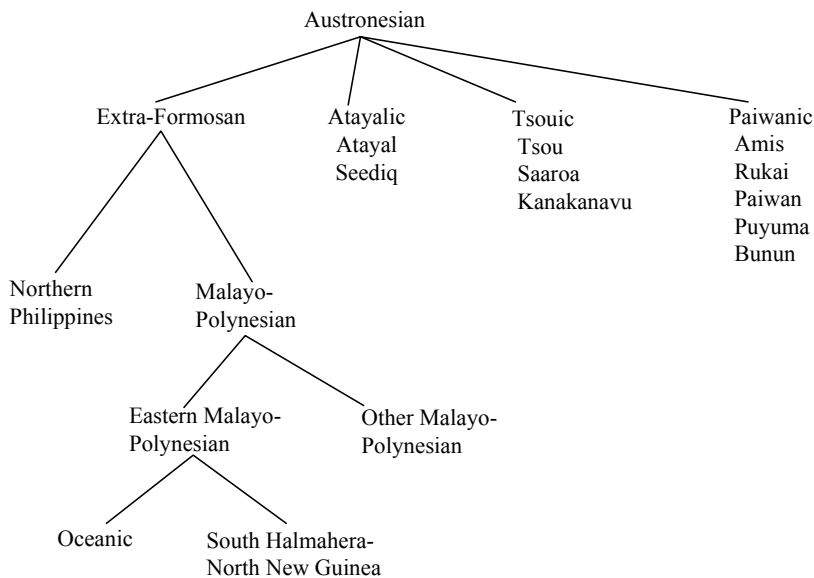 Austronesian
Extra-Formosan
Atayalic
Atayal
Seediq
Tsouic
Tsou
Saaroa
Kanakanavu
Paiwanic
Amis
Rukai
Paiwan
Puyuma
Bunun
Northern
Philippines
Malayo-
Polynesian
Eastern Malayo-
Polynesian
Other Malayo-
Polynesian
Oceanic
South Halmahera-
North New Guinea